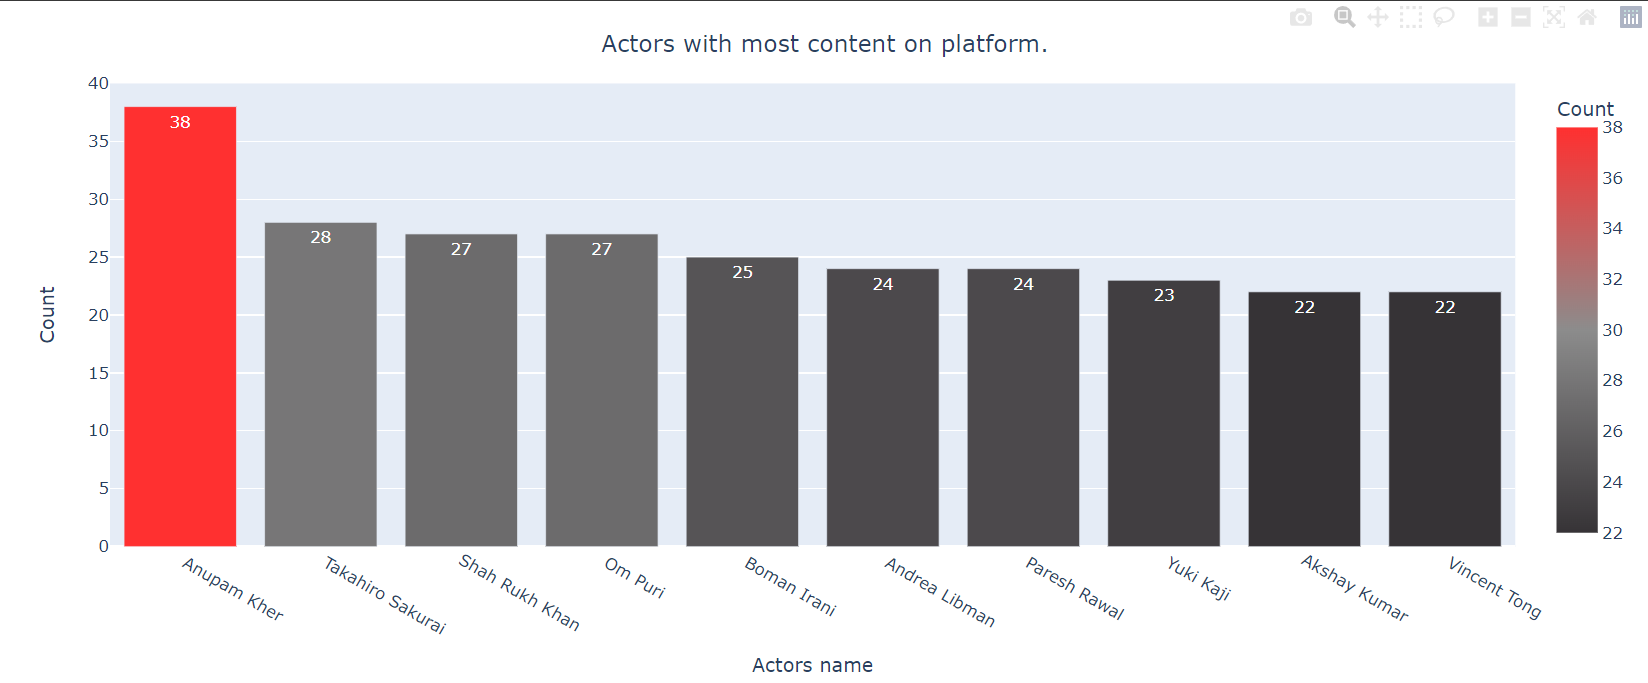 Actors with most content on platform.
Count
40
35
30
25
20
15
10
5
0
38
28
27
27
25
24
24
23
22
22
Anupam Kher
Takahiro Sakurai
Shah Rukh Khan
Om Puri
Boman Irani
Andrea Libman
Paresh Rawal
Yuki Kaji
Akshay Kumar
Vincent Tong
Actors name
Count
38
36
34
32
30
28
26
24
22